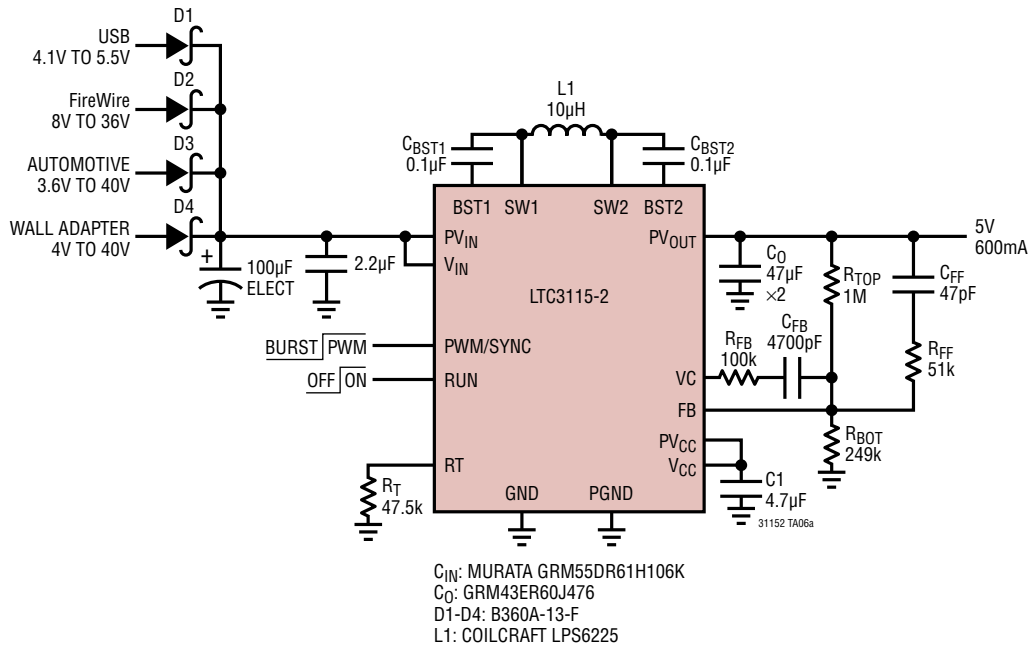 D1
USB
4.1V TO 5.5V
D2
FireWire
8V TO 36V
D3
AUTOMOTIVE
3.6V TO 40V
D4
WALL ADAPTER
4V TO 40V
+
100µF
ELECT
2.2µF
L1
10µH
CBST1
0.1µF
CBST2
0.1µF
BST1 SW1 SW2 BST2
PVIN
VIN
PVOUT
LTC3115-2
BURST PWM
PWM/SYNC
OFF ON
RUN
RT
RT
47.5k
GND
PGND
VC
FB
PVCC
VCC
5V
600mA
CO
47µF
×2
RTOP
1M
CFF
47pF
RFB
100k
CFB
4700pF
RFF
51k
RBOT
249k
C1
4.7µF
31152 TA06a
CIN: MURATA GRM55DR61H106K
CO: GRM43ER60J476
D1-D4: B360A-13-F
L1: COILCRAFT LPS6225